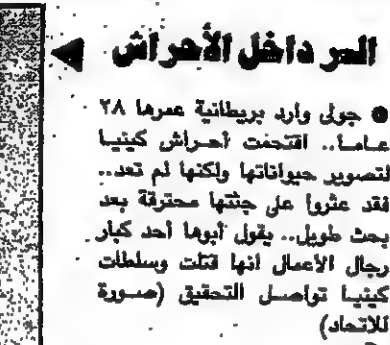 السر داخل الأحراش
جولى وارد بريطانية عمرها ٢٨
عاما.. اقتحمت أحراش كينيا
لتصوير حيواناتها ولكنها لم تعد..
فقد عثروا على جثتها محترقة بعد
بحث طويل.. يقول أبوها أحد كبار
رجال الأعمال انها قتلت وسلطات
كينيا تواصل التحقيق (صورة
للاتحاد)